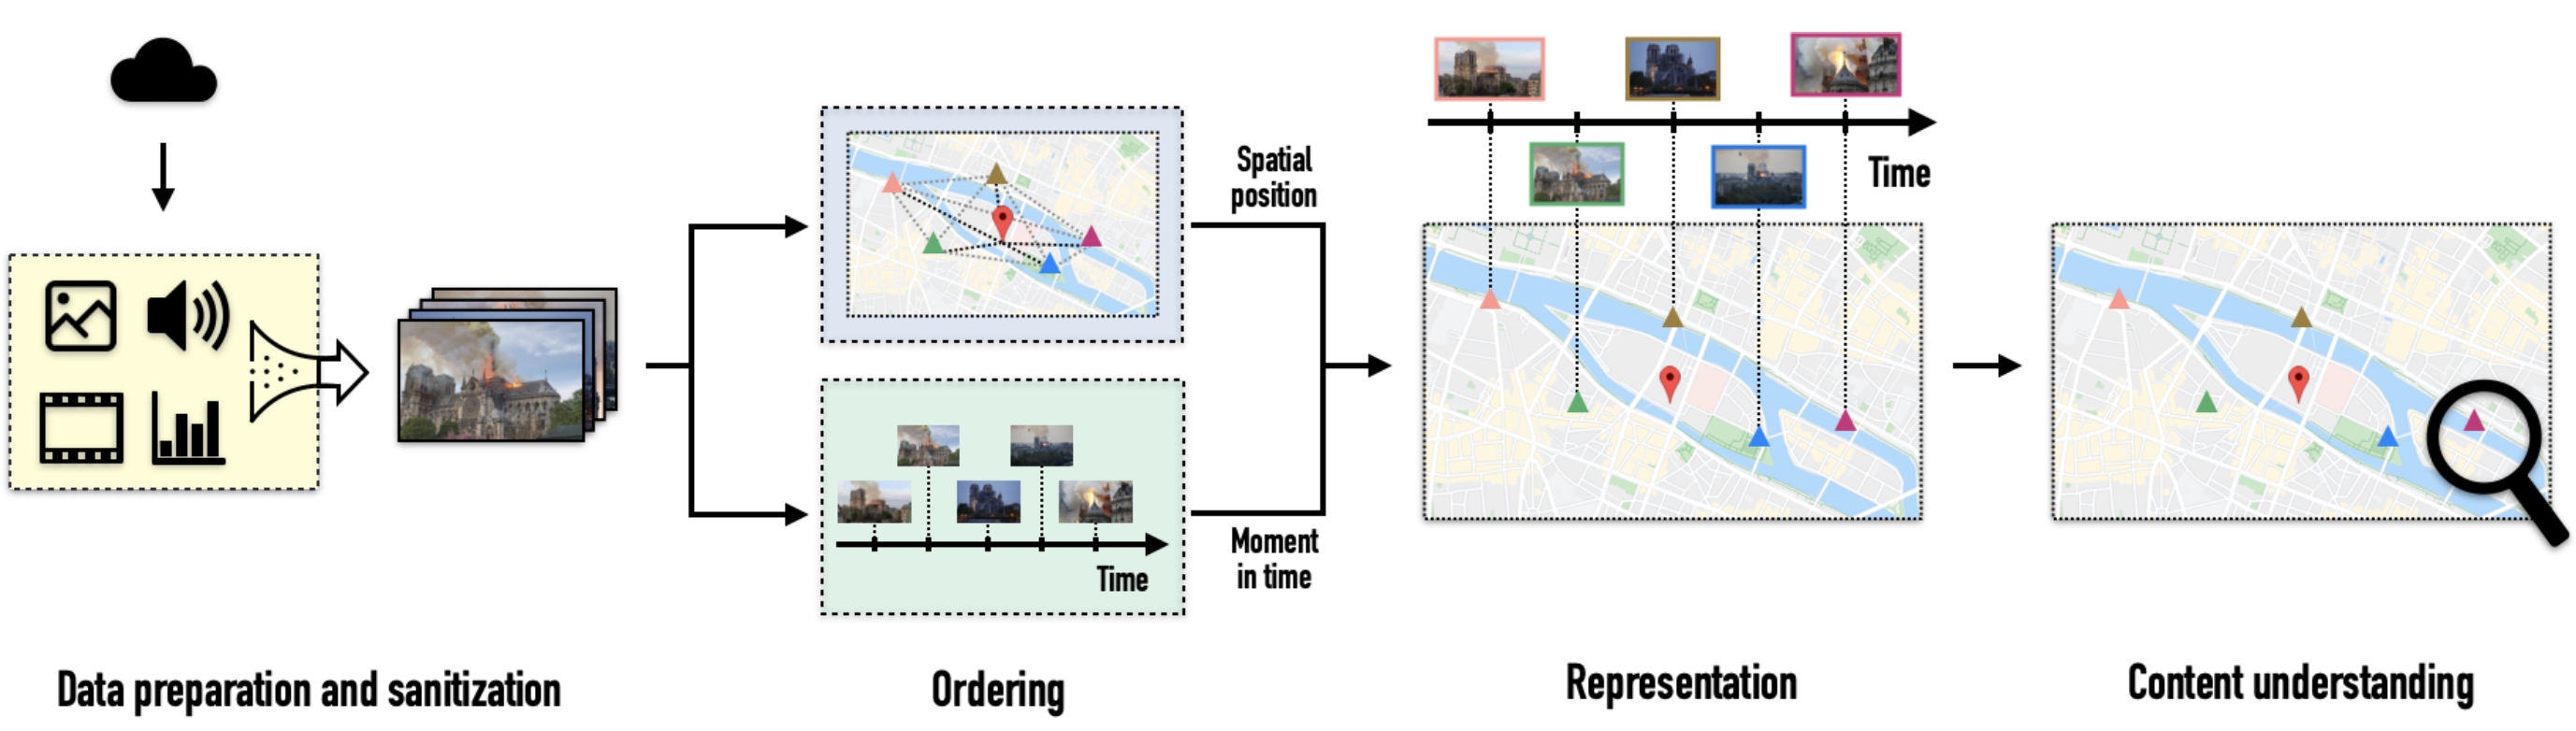 Spatial
position
Time
Moment
in time
Time
Data preparation and sanitization
Ordering
Representation
Content understanding